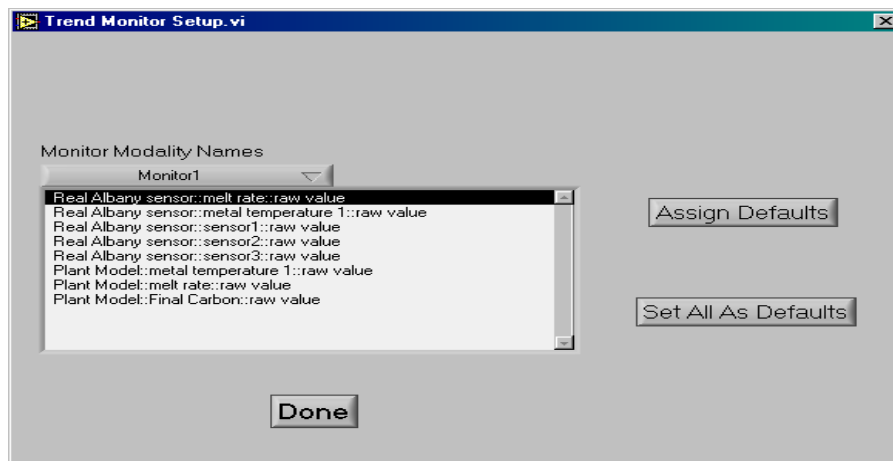 Trend Monitor Setup.vi
Monitor Modality Names
Monitor1
Real Albany sensor::melt rate::raw value
Real Albany sensor::metal temperature 1::raw value
Real Albany sensor::sensor1::raw value
Real Albany sensor::sensor2::raw value
Real Albany sensor::sensor3::raw value
Plant Model::metal temperature 1::raw value
Plant Model::melt rate::raw value
Plant Model::Final Carbon::raw value
Assign Defaults
Set All As Defaults
Done